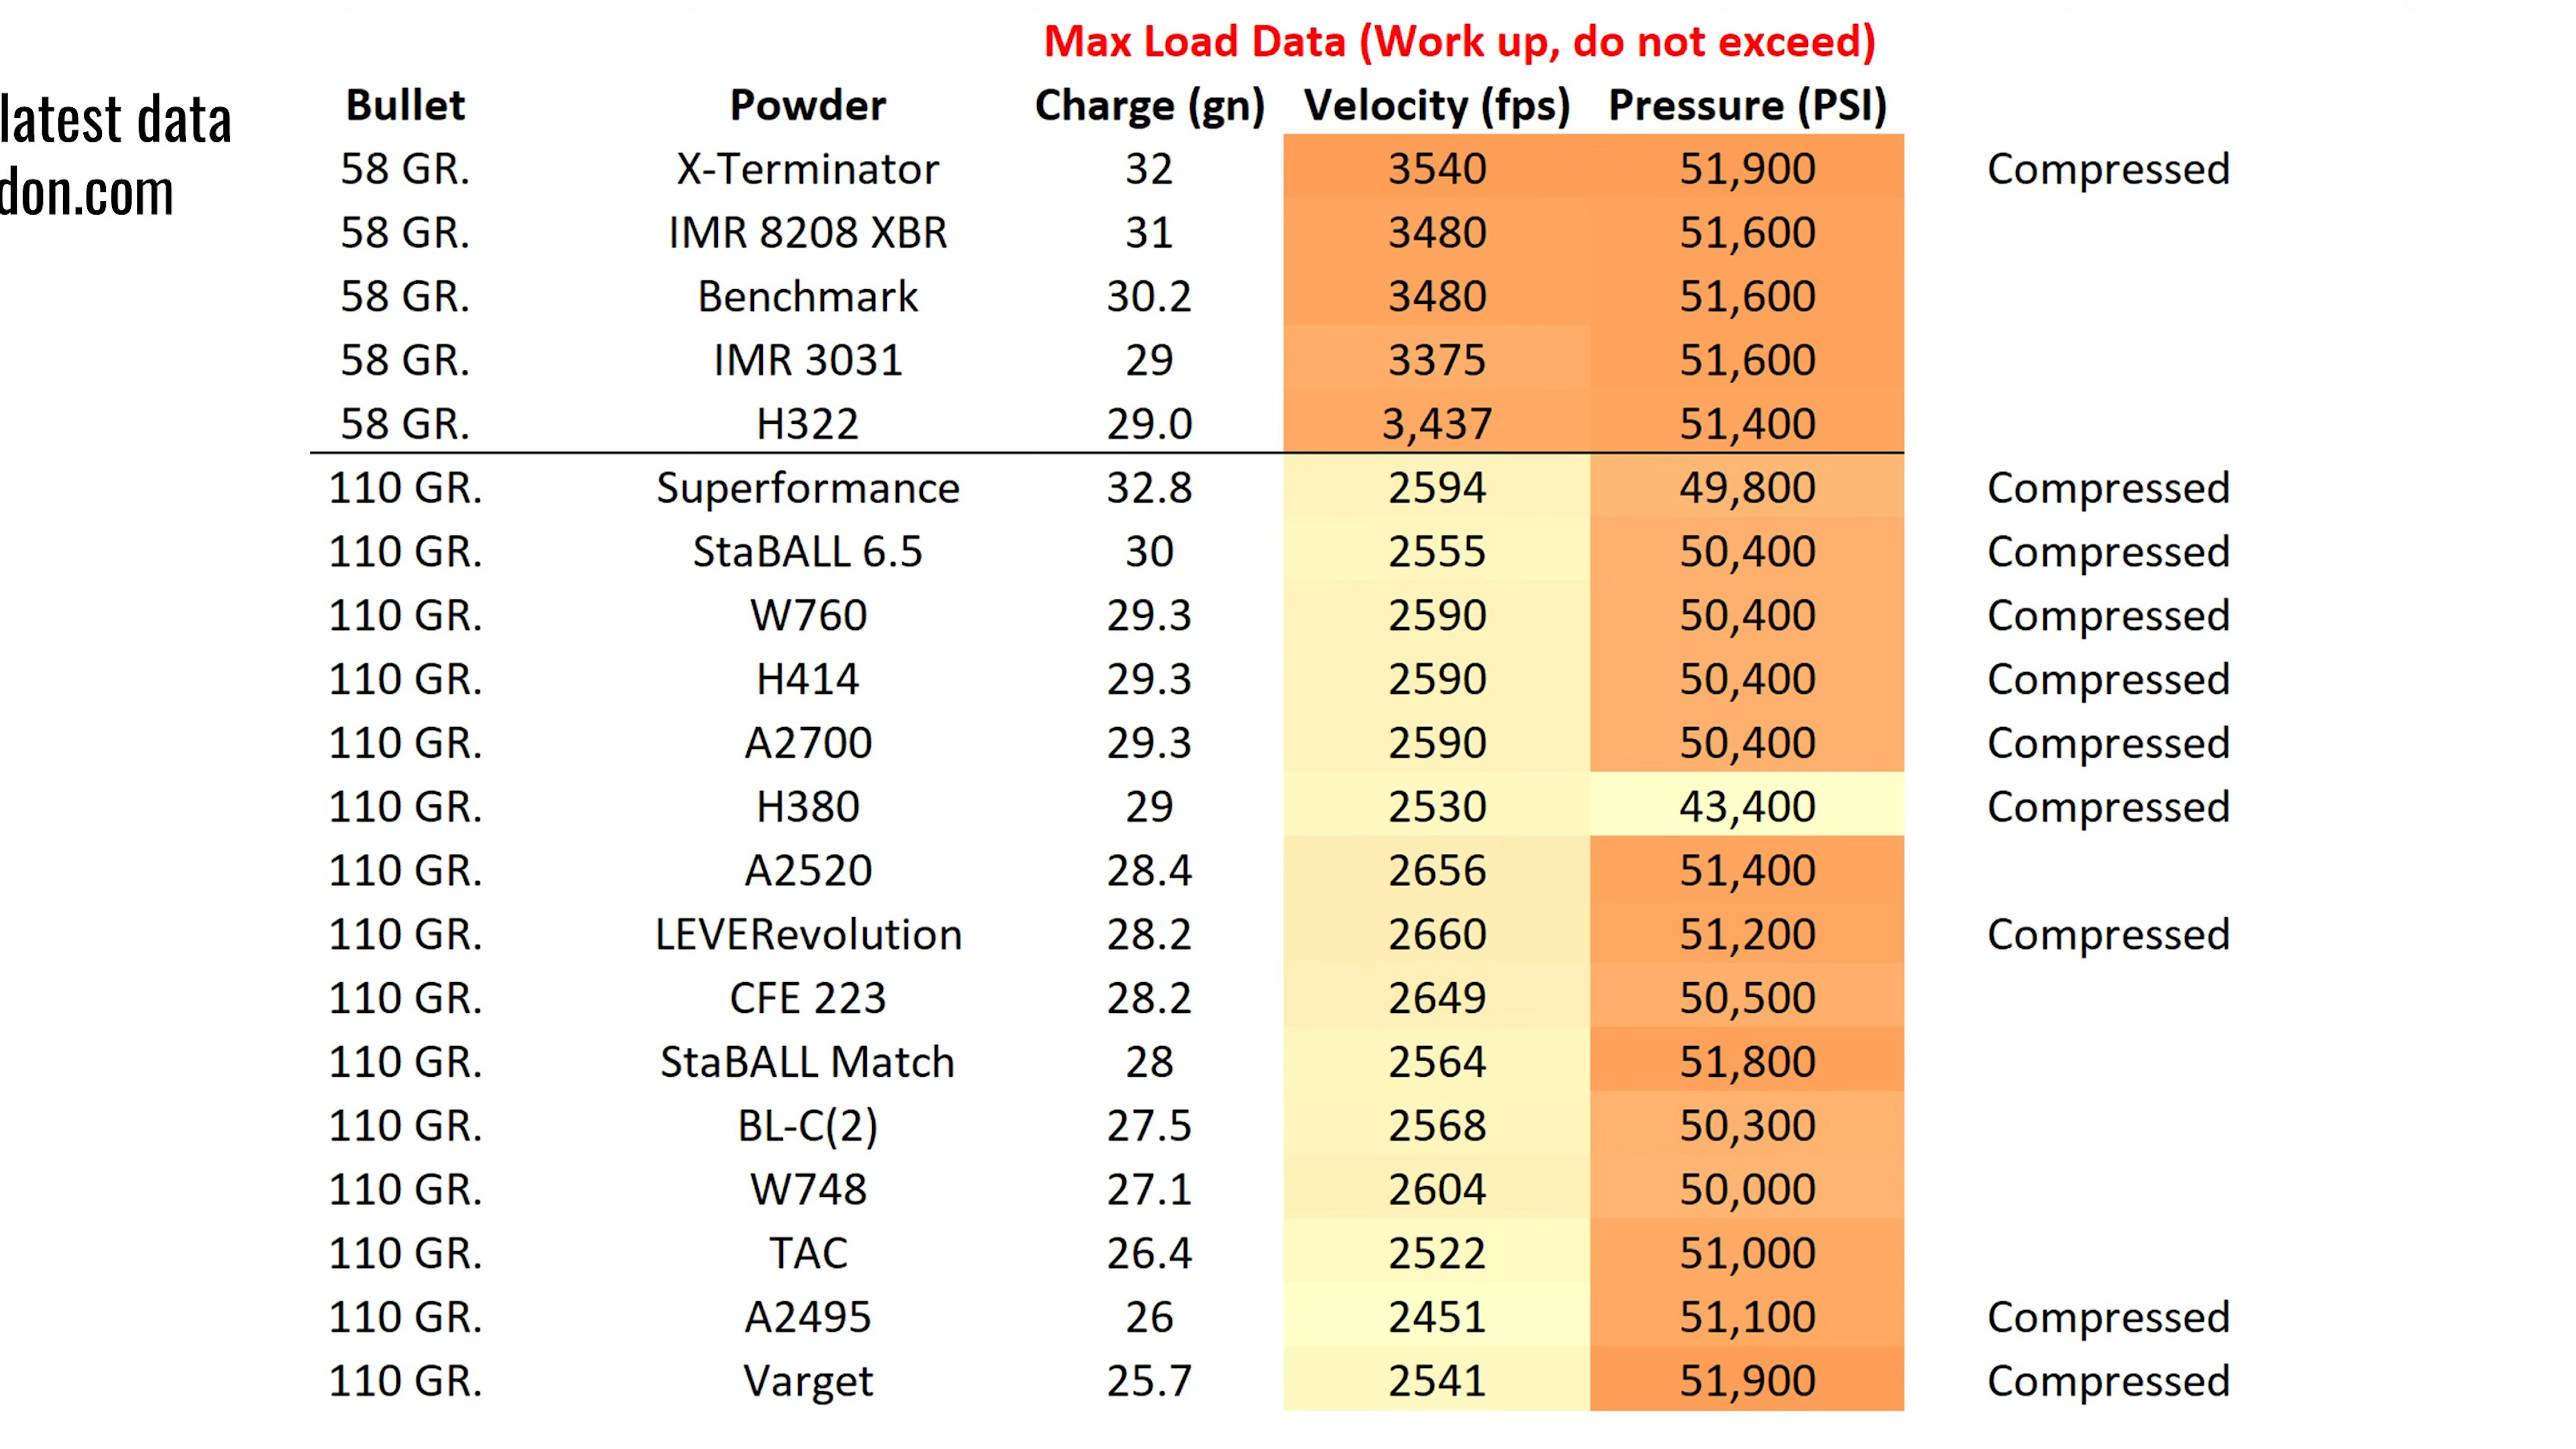 Max Load Data (Work up, do not exceed)
latest data
don.com
Bullet Powder Charge (gn) Velocity (fps) Pressure (PSI)
58 GR. X-Terminator 32 3540 51,900 Compressed
58 GR. IMR 8208 XBR 31 3480 51,600
58 GR. Benchmark 30.2 3480 51,600
58 GR. IMR 3031 29 3375 51,600
58 GR. H322 29.0 3,437 51,400
110 GR. Superformance 32.8 2594 49,800 Compressed
110 GR. StaBALL 6.5 30 2555 50,400 Compressed
110 GR. W760 29.3 2590 50,400 Compressed
110 GR. H414 29.3 2590 50,400 Compressed
110 GR. A2700 29.3 2590 50,400 Compressed
110 GR. H380 29 2530 43,400 Compressed
110 GR. A2520 28.4 2656 51,400
110 GR. LEVERevolution 28.2 2660 51,200 Compressed
110 GR. CFE 223 28.2 2649 50,500
110 GR. StaBALL Match 28 2564 51,800
110 GR. BL-C(2) 27.5 2568 50,300
110 GR. W748 27.1 2604 50,000
110 GR. TAC 26.4 2522 51,000
110 GR. A2495 26 2451 51,100 Compressed
110 GR. Varget 25.7 2541 51,900 Compressed